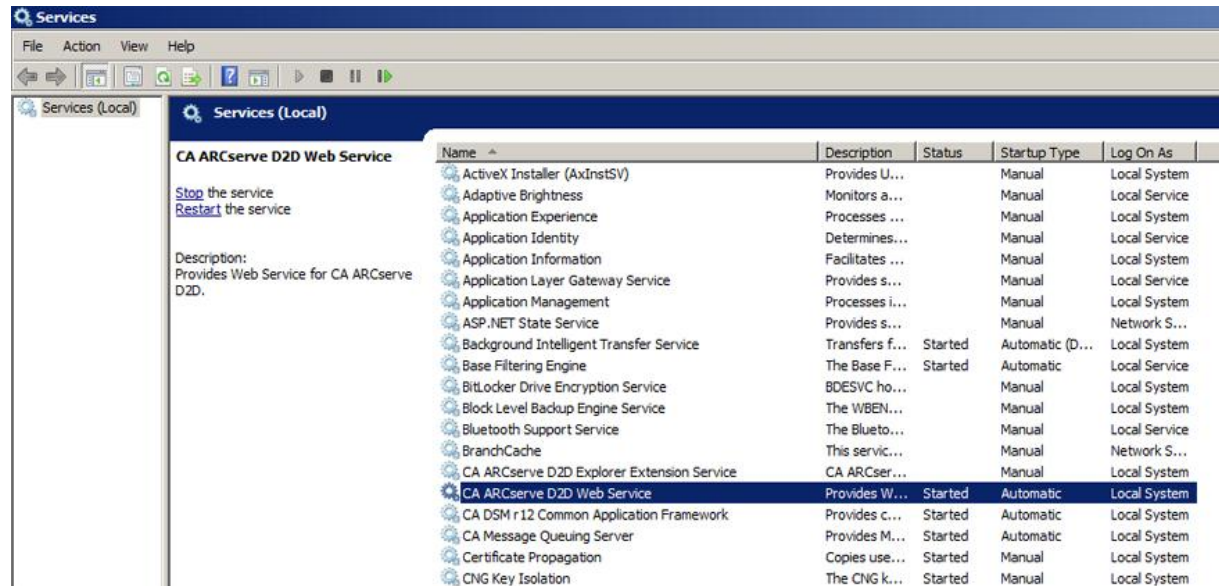 Services
File Action View Help
Services (Local)
Services (Local)
CA ARCserve D2D Web Service
Stop the service
Restart the service
Description:
Provides Web Service for CA ARCserve
D2D.
Name Description Status Startup Type Log On As
ActiveX Installer (AxInstSV) Provides U... Manual Local System
Adaptive Brightness Monitors a... Manual Local Service
Application Experience Processes ... Manual Local System
Application Identity Determines... Manual Local Service
Application Information Facilitates ... Manual Local System
Application Layer Gateway Service Provides s... Manual Local Service
Application Management Processes i... Manual Local System
ASP.NET State Service Provides s... Manual Network S...
Background Intelligent Transfer Service Transfers f... Started Automatic (D... Local System
Base Filtering Engine The Base F... Started Automatic Local Service
BitLocker Drive Encryption Service BDESVC ho... Manual Local System
Block Level Backup Engine Service The WBEN... Manual Local System
Bluetooth Support Service The Blueto... Manual Local Service
BranchCache This servic... Manual Network S...
CA ARCserve D2D Explorer Extension Service CA ARCser... Manual Local System
CA ARCserve D2D Web Service Provides W... Started Automatic Local System
CA DSM r12 Common Application Framework Provides c... Started Automatic Local System
CA Message Queuing Server Provides M... Started Automatic Local System
Certificate Propagation Copies use... Started Manual Local System
CNG Key Isolation The CNG k... Started Manual Local System